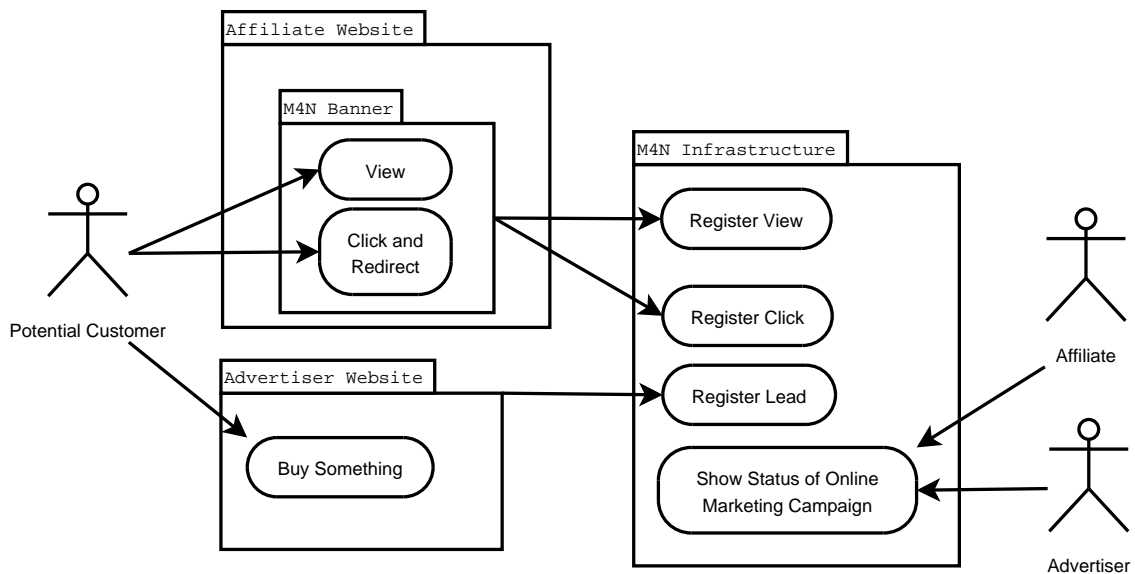 Affiliate Website
M4N Banner
View
Click and
Redirect
Potential Customer
Advertiser Website
Buy Something
M4N Infrastructure
Register View
Register Click
Register Lead
Show Status of Online
Marketing Campaign
Affiliate
Advertiser